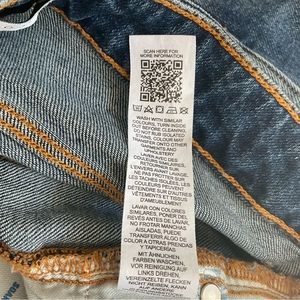 SCAN HERE FOR
MORE INFORMATION
WASH WITH SIMILAR
COLOURS, TURN INSIDE
OUT BEFORE CLEANING,
DO NOT RUB ISOLATED
STAINS, COLOUR MAY
TRANSFER ONTO OTHER
GARMENTS AND
UPHOLSTERY
LAVER AVEC DES
COULEURS SIMILAIRES,
RETOURNER AVANT LE
LAVAGE, NE PAS FROTTER
LES TACHES ISOLÉES, LES
COULEURS PEUVENT
DÉTEINDRE SUR D'AUTRES
VÊTEMENTS ET TISSUS
D'AMEUBLEMENT
LAVAR CON COLORES
SIMILARES, PONER DEL
REVÉS ANTES DE LAVAR,
NO FROTAR MANCHAS
AISLADAS, PUEDE
TRANSFERIR COLOR
A OTRAS PRENDAS
Y TAPICERÍAS
MIT ÄHNLICHEN
FARBEN WASCHEN,
VOR REINIGUNG AUF
LINKS DREHEN
VEREINZELTE FLECKEN
NICHT REIBEN, KANN